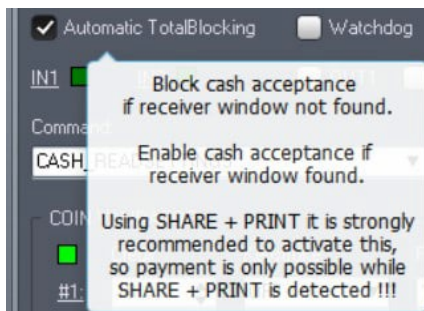 Automatic TotalBlocking
Watchdog
IN1
Block cash acceptance
if receiver window not found.
Enable cash acceptance if
receiver window found.
Using SHARE + PRINT it is strongly
recommended to activate this,
so payment is only possible while
SHARE + PRINT is detected !!!
#1: